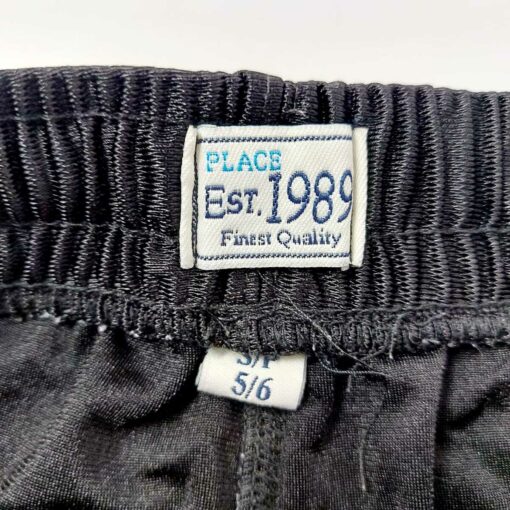 PLACE
EST. 1989
Finest Quality
S/P
5/6